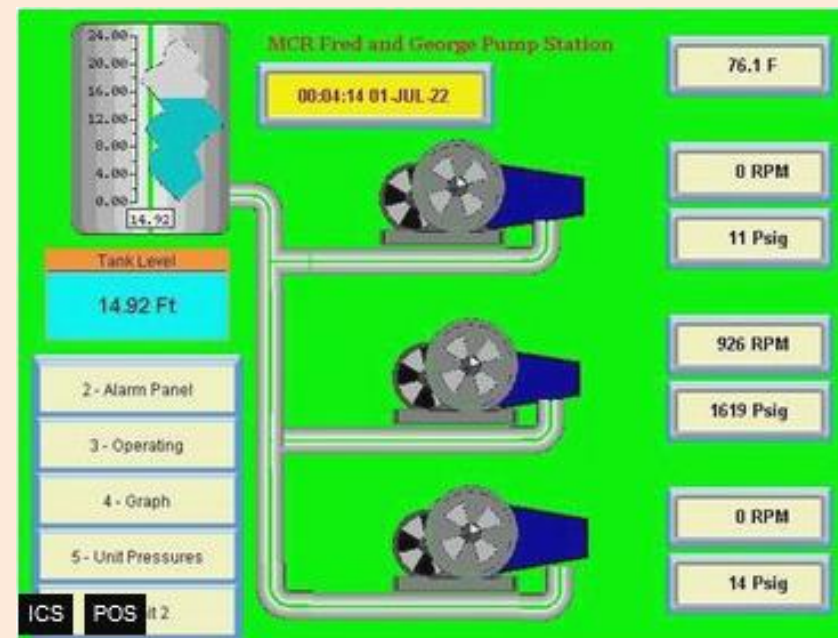 24.00
20.00
16.00
12.00
8.00
4.00
0.00
14.92
MCR Fred and George Pump Station
00:04:14 01-JUL-22
76.1 F
0 RPM
11 Psig
Tank Level
14.92 Ft
926 RPM
1619 Psig
2 - Alarm Panel
3 - Operating
4 - Graph
5 - Unit Pressures
0 RPM
14 Psig
ICS POS
2